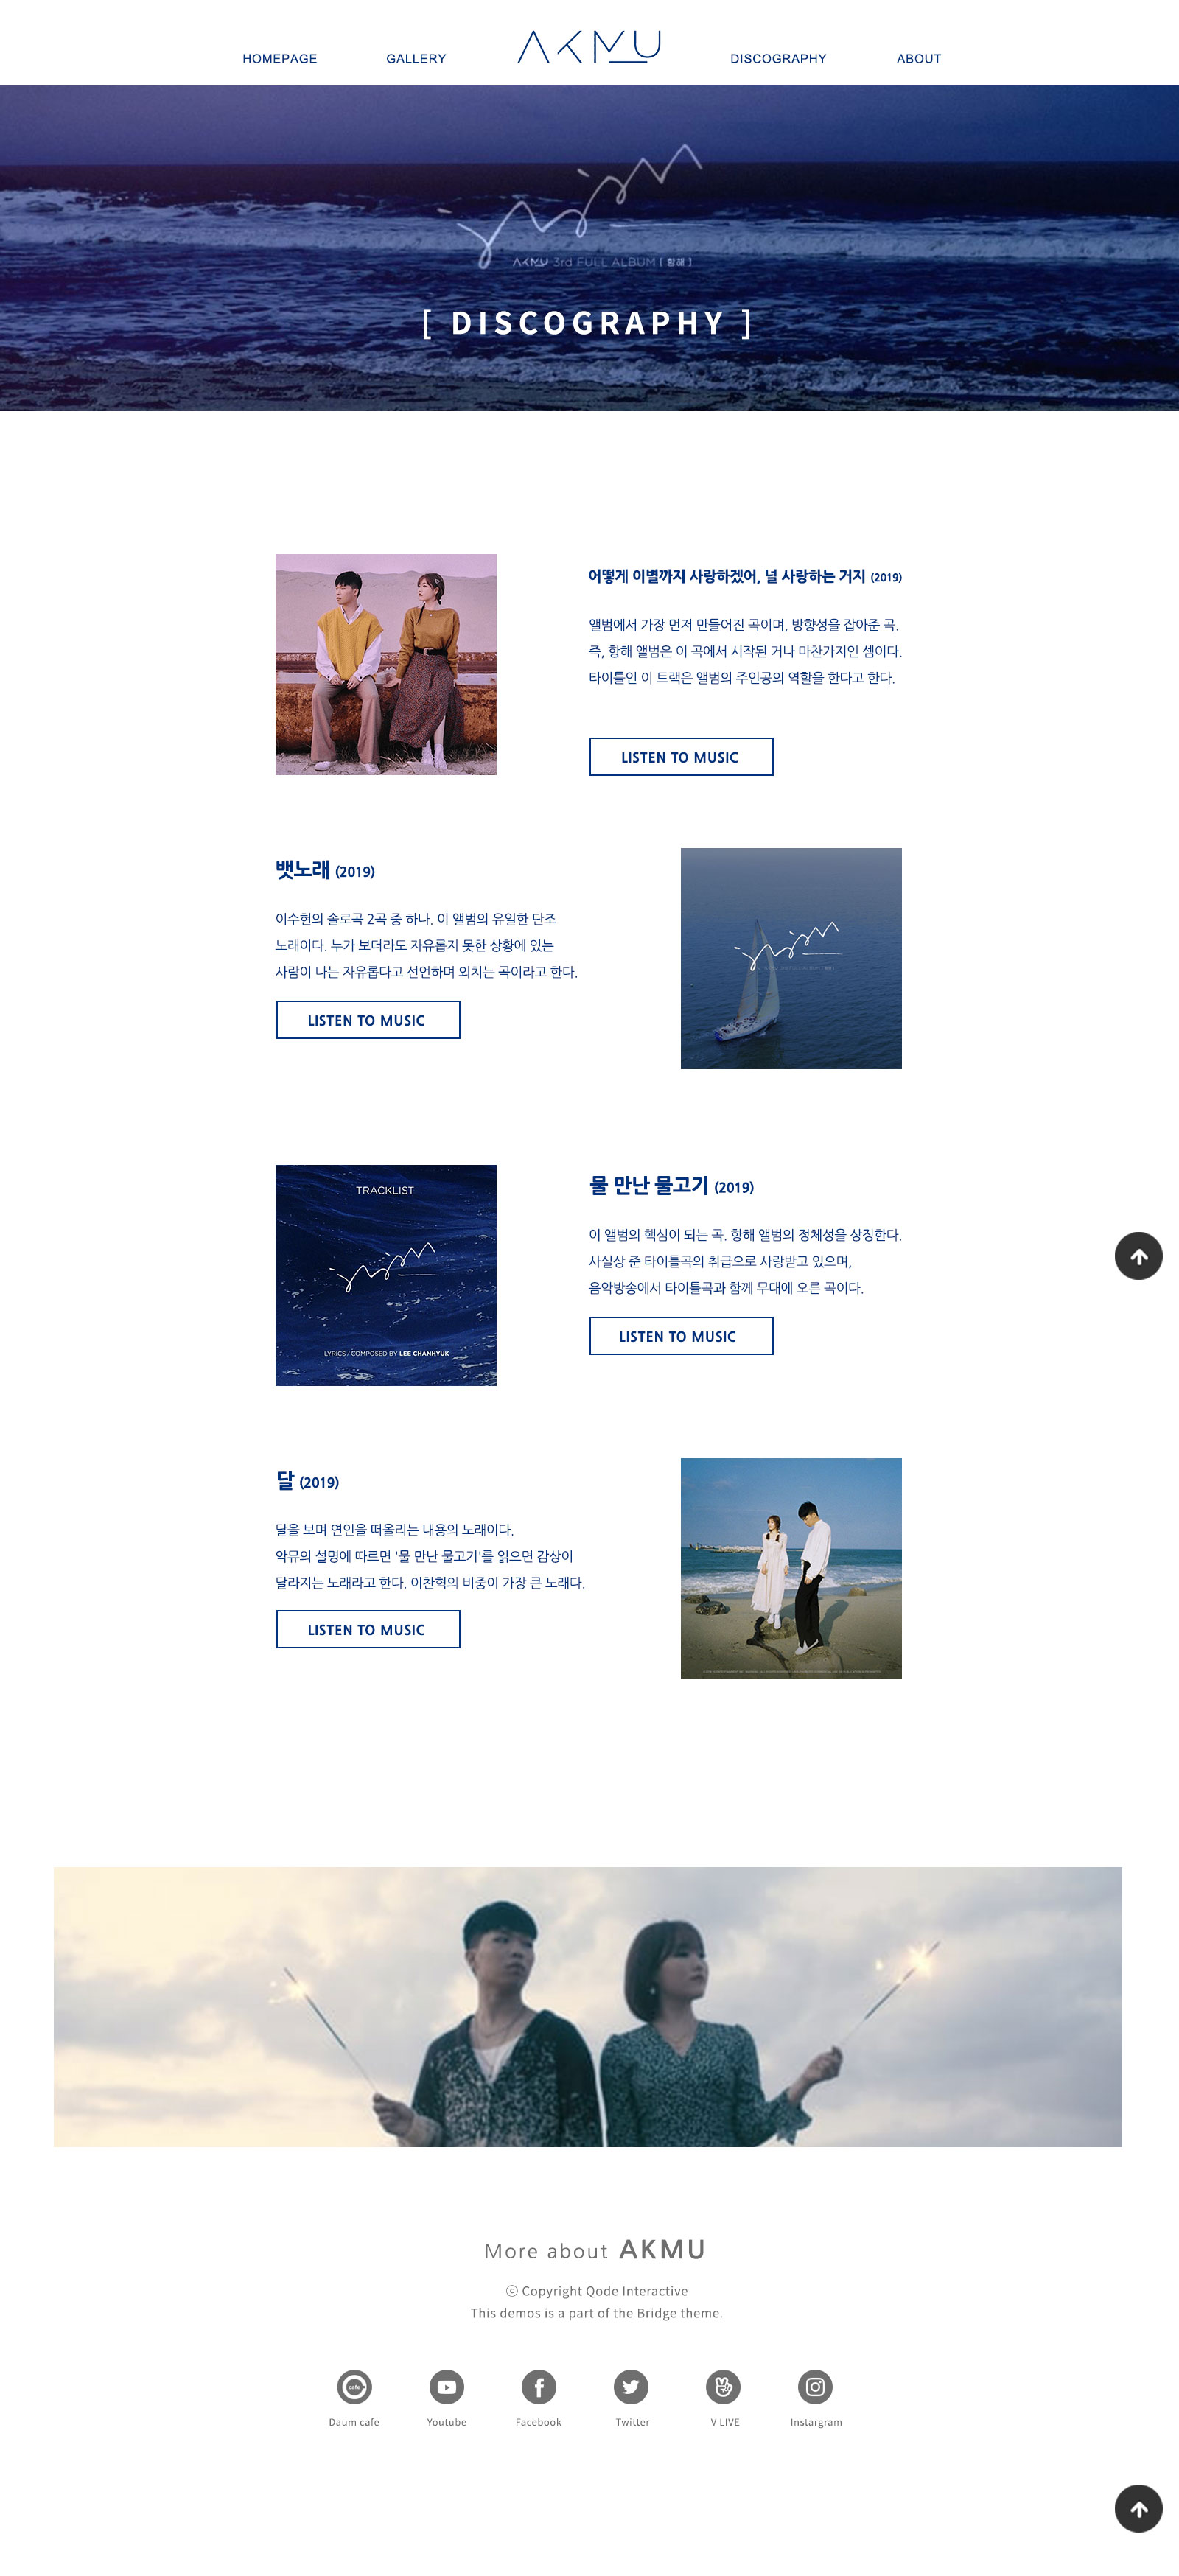 HOMEPAGE GALLERY AKMU DISCOGRAPHY ABOUT
AKMU 3rd FULL ALBUM [ 항해 ]
[ DISCOGRAPHY ]
어떻게 이별까지 사랑하겠어, 널 사랑하는 거지 (2019)
앨범에서 가장 먼저 만들어진 곡이며, 방향성을 잡아준 곡.
즉, 항해 앨범은 이 곡에서 시작된 거나 마찬가지인 셈이다.
타이틀인 이 트랙은 앨범의 주인공의 역할을 한다고 한다.
LISTEN TO MUSIC
뱃노래 (2019)
이수현의 솔로곡 2곡 중 하나. 이 앨범의 유일한 단조
노래이다. 누가 보더라도 자유롭지 못한 상황에 있는
사람이 나는 자유롭다고 선언하며 외치는 곡이라고 한다.
LISTEN TO MUSIC
TRACKLIST
LYRICS / COMPOSED BY LEE CHANHYUK
물 만난 물고기 (2019)
이 앨범의 핵심이 되는 곡. 항해 앨범의 정체성을 상징한다.
사실상 준 타이틀곡의 취급으로 사랑받고 있으며,
음악방송에서 타이틀곡과 함께 무대에 오른 곡이다.
LISTEN TO MUSIC
달 (2019)
달을 보며 연인을 떠올리는 내용의 노래이다.
악뮤의 설명에 따르면 '물 만난 물고기'를 읽으면 감상이
달라지는 노래라고 한다. 이찬혁의 비중이 가장 큰 노래다.
LISTEN TO MUSIC
More about AKMU
ⓒ Copyright Qode Interactive
This demos is a part of the Bridge theme.
cafe
Daum cafe Youtube Facebook Twitter V LIVE Instargram